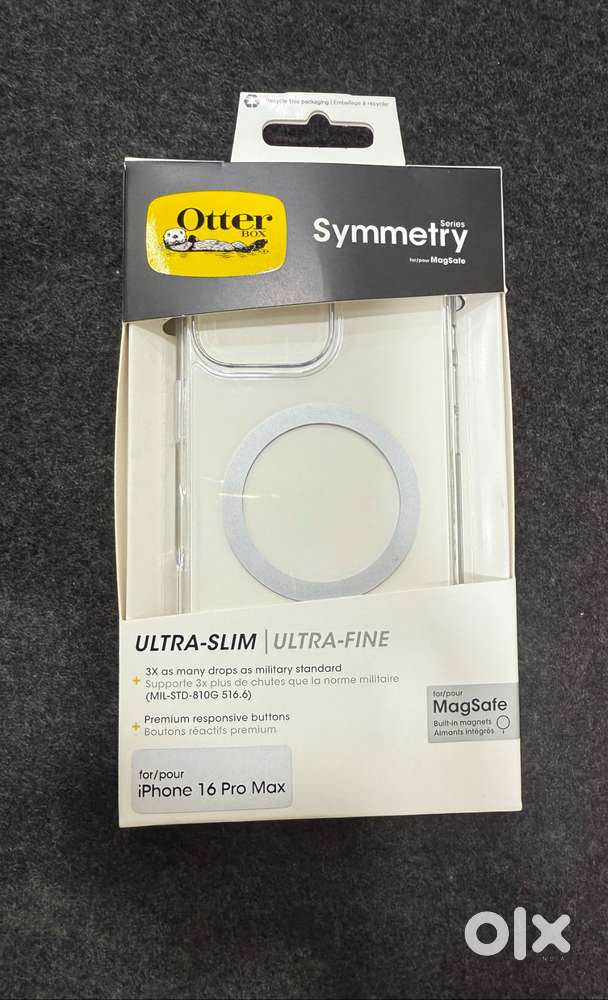 Recycle this packaging | Emballage à recycler
Otter
BOX
Series
Symmetry
for/pour MagSafe
ULTRA-SLIM | ULTRA-FINE
+ 3X as many drops as military standard
Supporte 3x plus de chutes que la norme militaire
(MIL-STD-810G 516.6)
+ Premium responsive buttons
Boutons réactifs premium
for/pour
MagSafe
Built-in magnets
Aimants intégrés
for/pour
iPhone 16 Pro Max
olx
INDIA